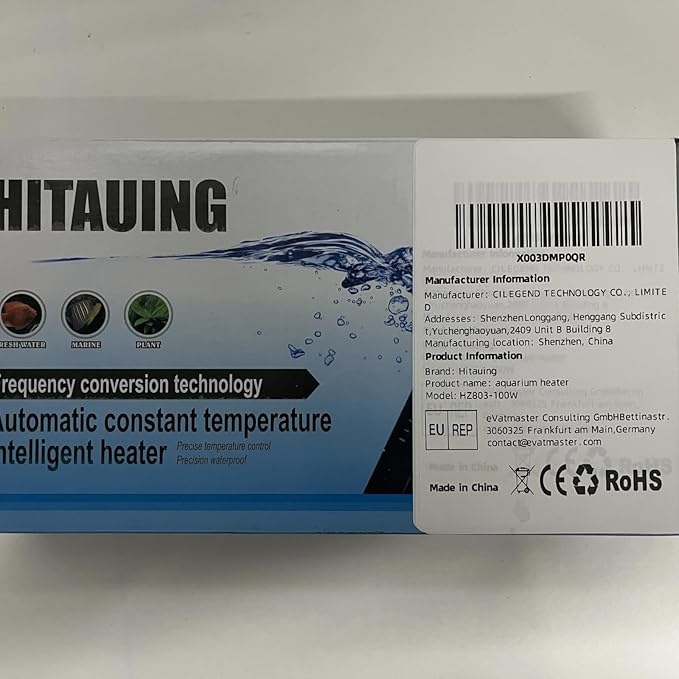 HITAUING
RESH WATER
MARINE
PLANT
requency conversion technology
Automatic constant temperature
ntelligent heater
Precise temperature control
Precision waterproof
X003DMP0QR
Manufacturer Information
Manufacturer: CILEGEND TECHNOLOGY CO., LIMITE
D
Addresses: ShenzhenLonggang, Henggang Subdistric
t,Yuchenghaoyuan,2409 Unit B Building 8
Manufacturing location: Shenzhen, China
Product Information
Brand: Hitauing
Product name: aquarium heater
Model: HZ803-100W
EU REP
eVatmaster Consulting GmbHBettinastr.
3060325 Frankfurt am Main,Germany
contact@evatmaster.com
Made in China CE RoHS